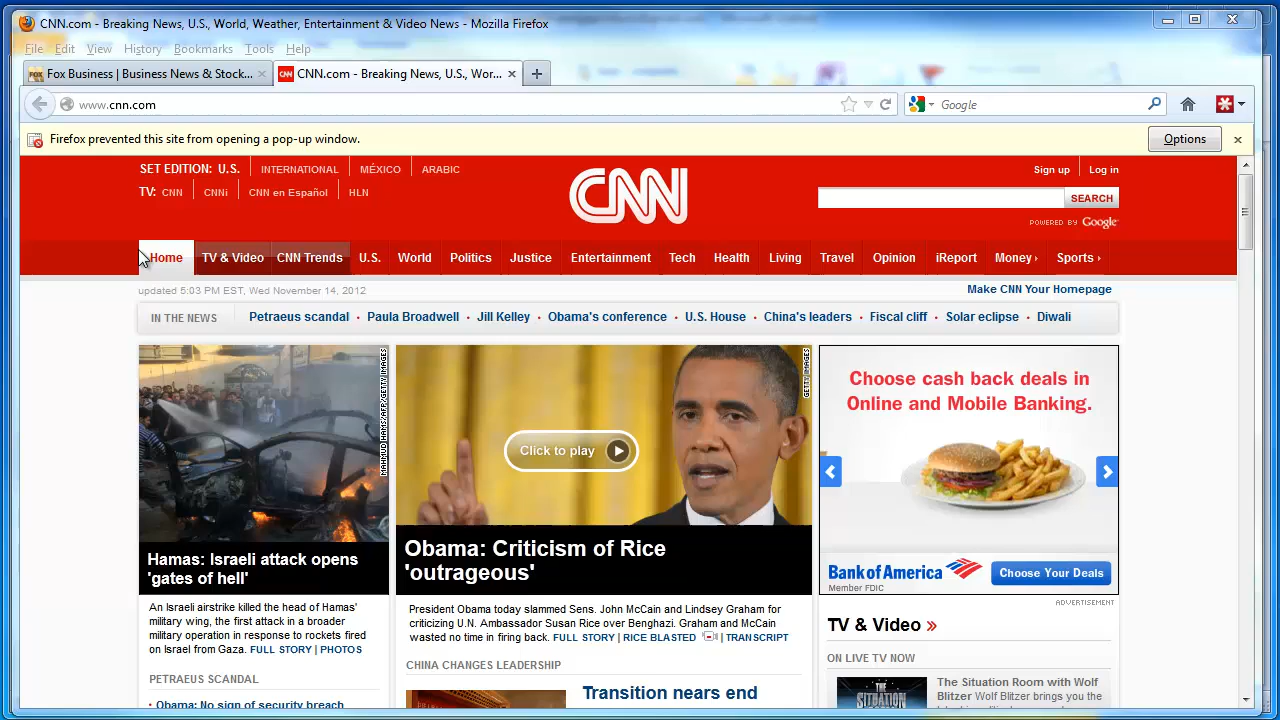 CNN.com - Breaking News, U.S., World, Weather, Entertainment & Video News - Mozilla Firefox
File Edit View History Bookmarks Tools Help
FOX Fox Business | Business News & Stock... × CNN CNN.com - Breaking News, U.S., Wor... × +
www.cnn.com Google
Firefox prevented this site from opening a pop-up window. Options ×
SET EDITION: U.S. INTERNATIONAL MÉXICO ARABIC
TV: CNN CNNi CNN en Español HLN
CNN
Sign up Log in
SEARCH
POWERED BY Google
Home TV & Video CNN Trends U.S. World Politics Justice Entertainment Tech Health Living Travel Opinion iReport Money › Sports ›
updated 5:03 PM EST, Wed November 14, 2012 Make CNN Your Homepage
IN THE NEWS Petraeus scandal • Paula Broadwell • Jill Kelley • Obama's conference • U.S. House • China's leaders • Fiscal cliff • Solar eclipse • Diwali
MAHMUD HAMS/AFP/GETTY IMAGES
Hamas: Israeli attack opens
'gates of hell'
An Israeli airstrike killed the head of Hamas'
military wing, the first attack in a broader
military operation in response to rockets fired
on Israel from Gaza. FULL STORY | PHOTOS
PETRAEUS SCANDAL
• Obama: No sign of security breach
GETTY IMAGES
Click to play
Obama: Criticism of Rice
'outrageous'
President Obama today slammed Sens. John McCain and Lindsey Graham for
criticizing U.N. Ambassador Susan Rice over Benghazi. Graham and McCain
wasted no time in firing back. FULL STORY | RICE BLASTED | TRANSCRIPT
CHINA CHANGES LEADERSHIP
Transition nears end
Choose cash back deals in
Online and Mobile Banking.
Bank of America Choose Your Deals
Member FDIC
ADVERTISEMENT
TV & Video »
ON LIVE TV NOW
THE SITUATION
The Situation Room with Wolf
Blitzer Wolf Blitzer brings you the